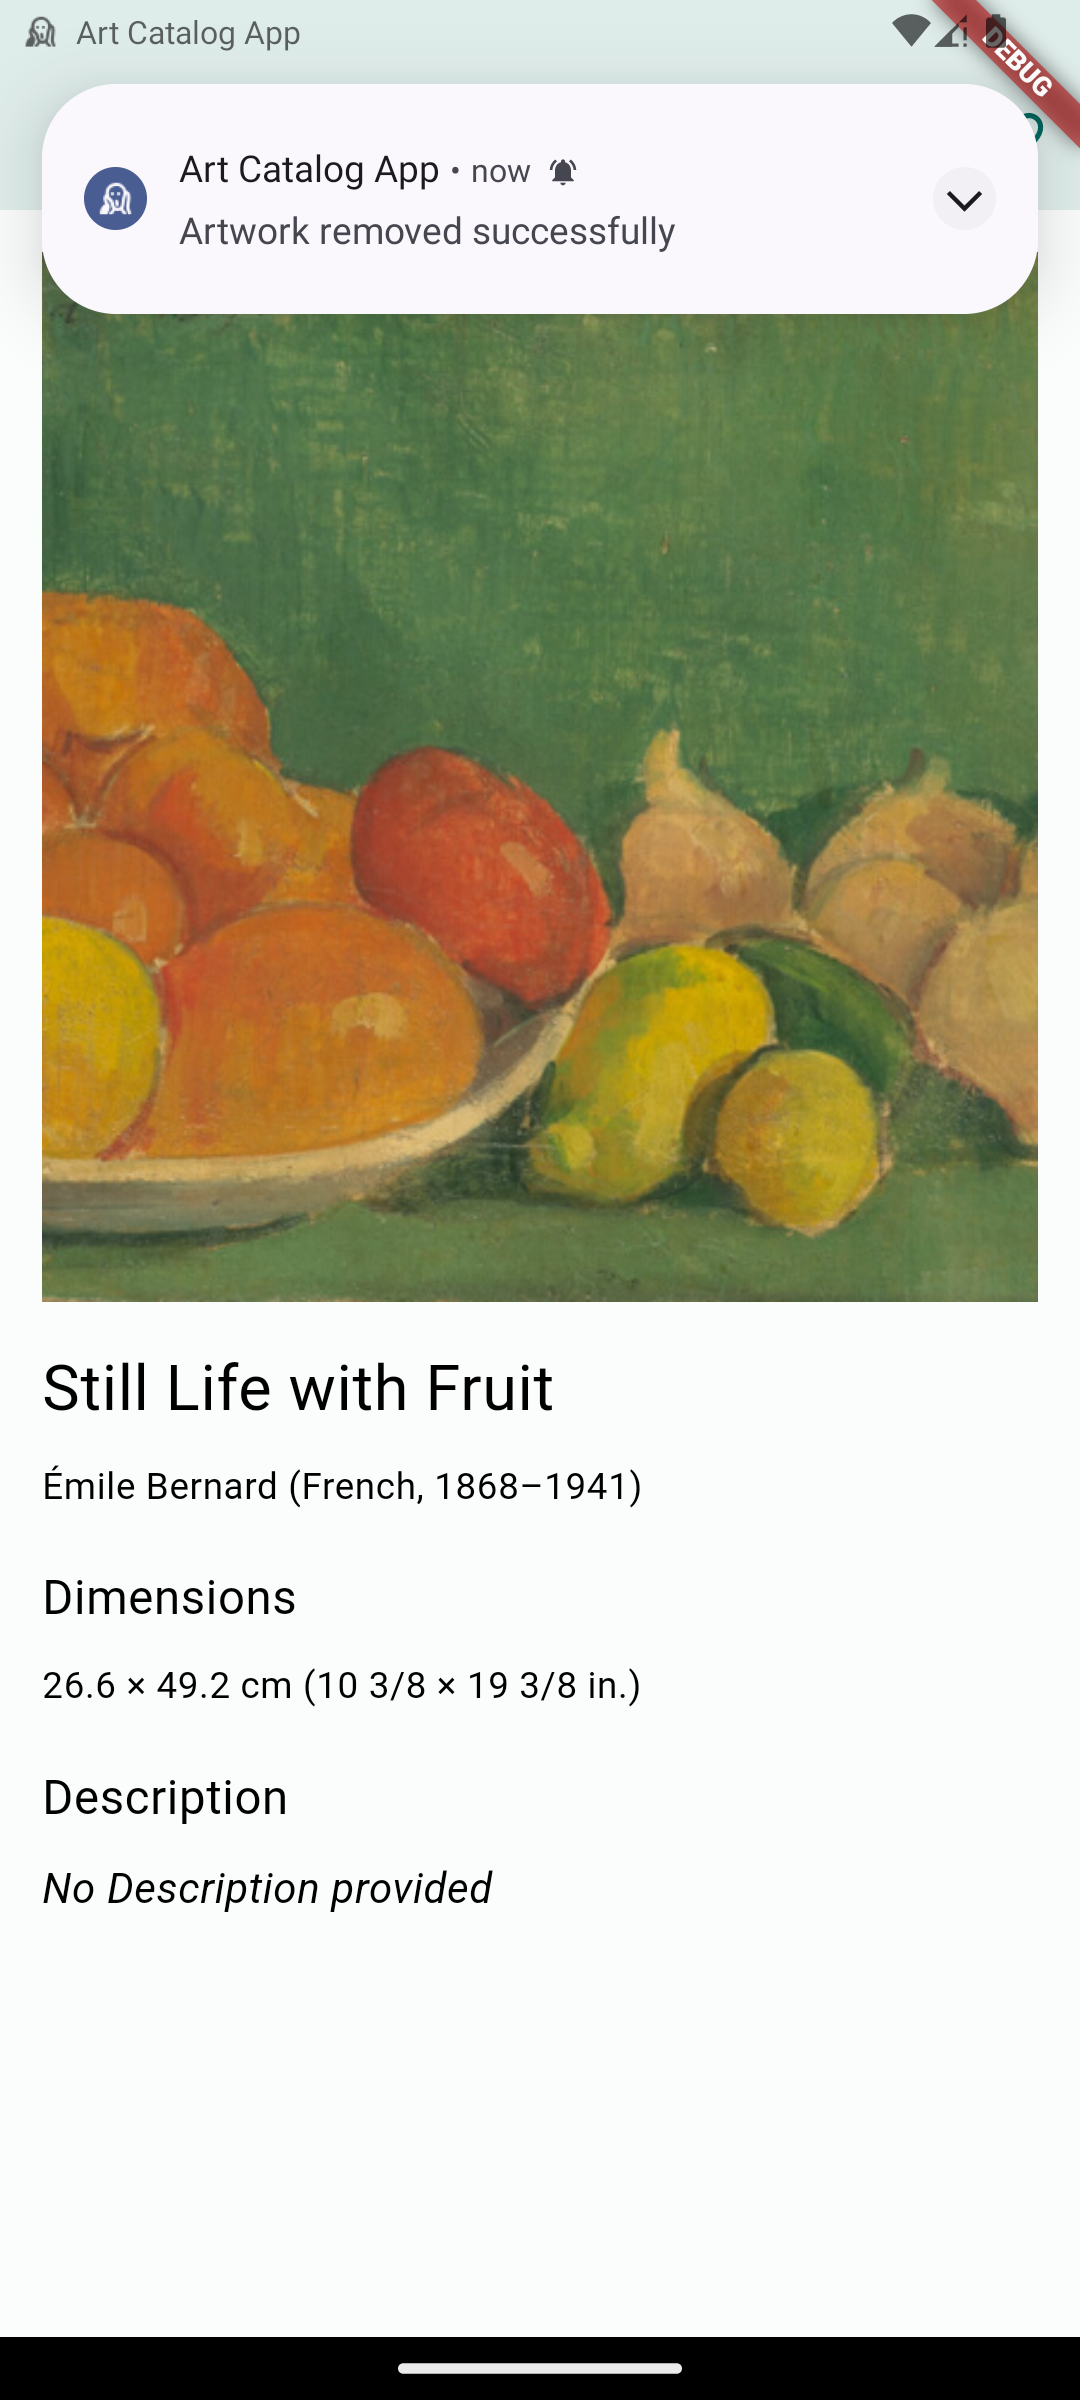 Art Catalog App
DEBUG
Art Catalog App • now
Artwork removed successfully
Still Life with Fruit
Émile Bernard (French, 1868–1941)
Dimensions
26.6 × 49.2 cm (10 3/8 × 19 3/8 in.)
Description
No Description provided